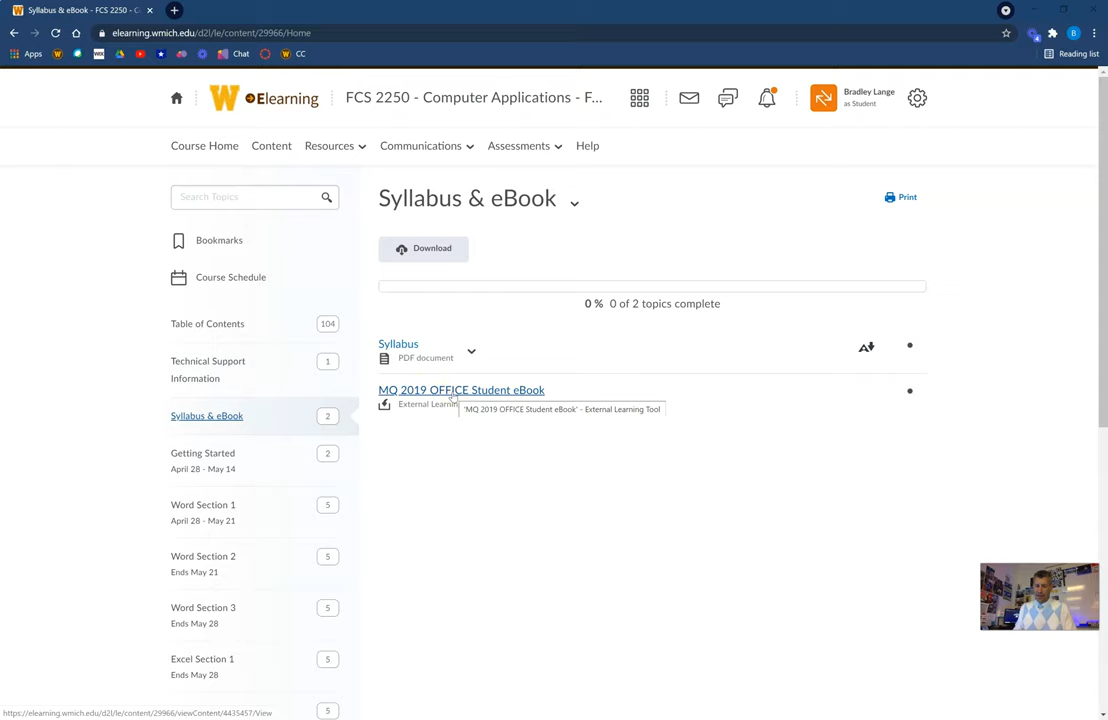 Syllabus & eBook - FCS 2250 - C
elearning.wmich.edu/d2l/le/content/29966/Home
Apps
Chat
CC
Reading list
W Elearning
FCS 2250 - Computer Applications - F...
Bradley Lange
as Student
Course Home
Content
Resources
Communications
Assessments
Help
Search Topics
Bookmarks
Course Schedule
Table of Contents
104
Technical Support
Information
1
Syllabus & eBook
2
Getting Started
2
April 28 - May 14
Word Section 1
5
April 28 - May 21
Word Section 2
5
Ends May 21
Word Section 3
5
Ends May 28
Excel Section 1
5
Ends May 28
5
Syllabus & eBook
Print
Download
0 % 0 of 2 topics complete
Syllabus
PDF document
MQ 2019 OFFICE Student eBook
External Learnin
'MQ 2019 OFFICE Student eBook' - External Learning Tool
https://elearning.wmich.edu/d2l/le/content/29966/viewContent/4435457/View